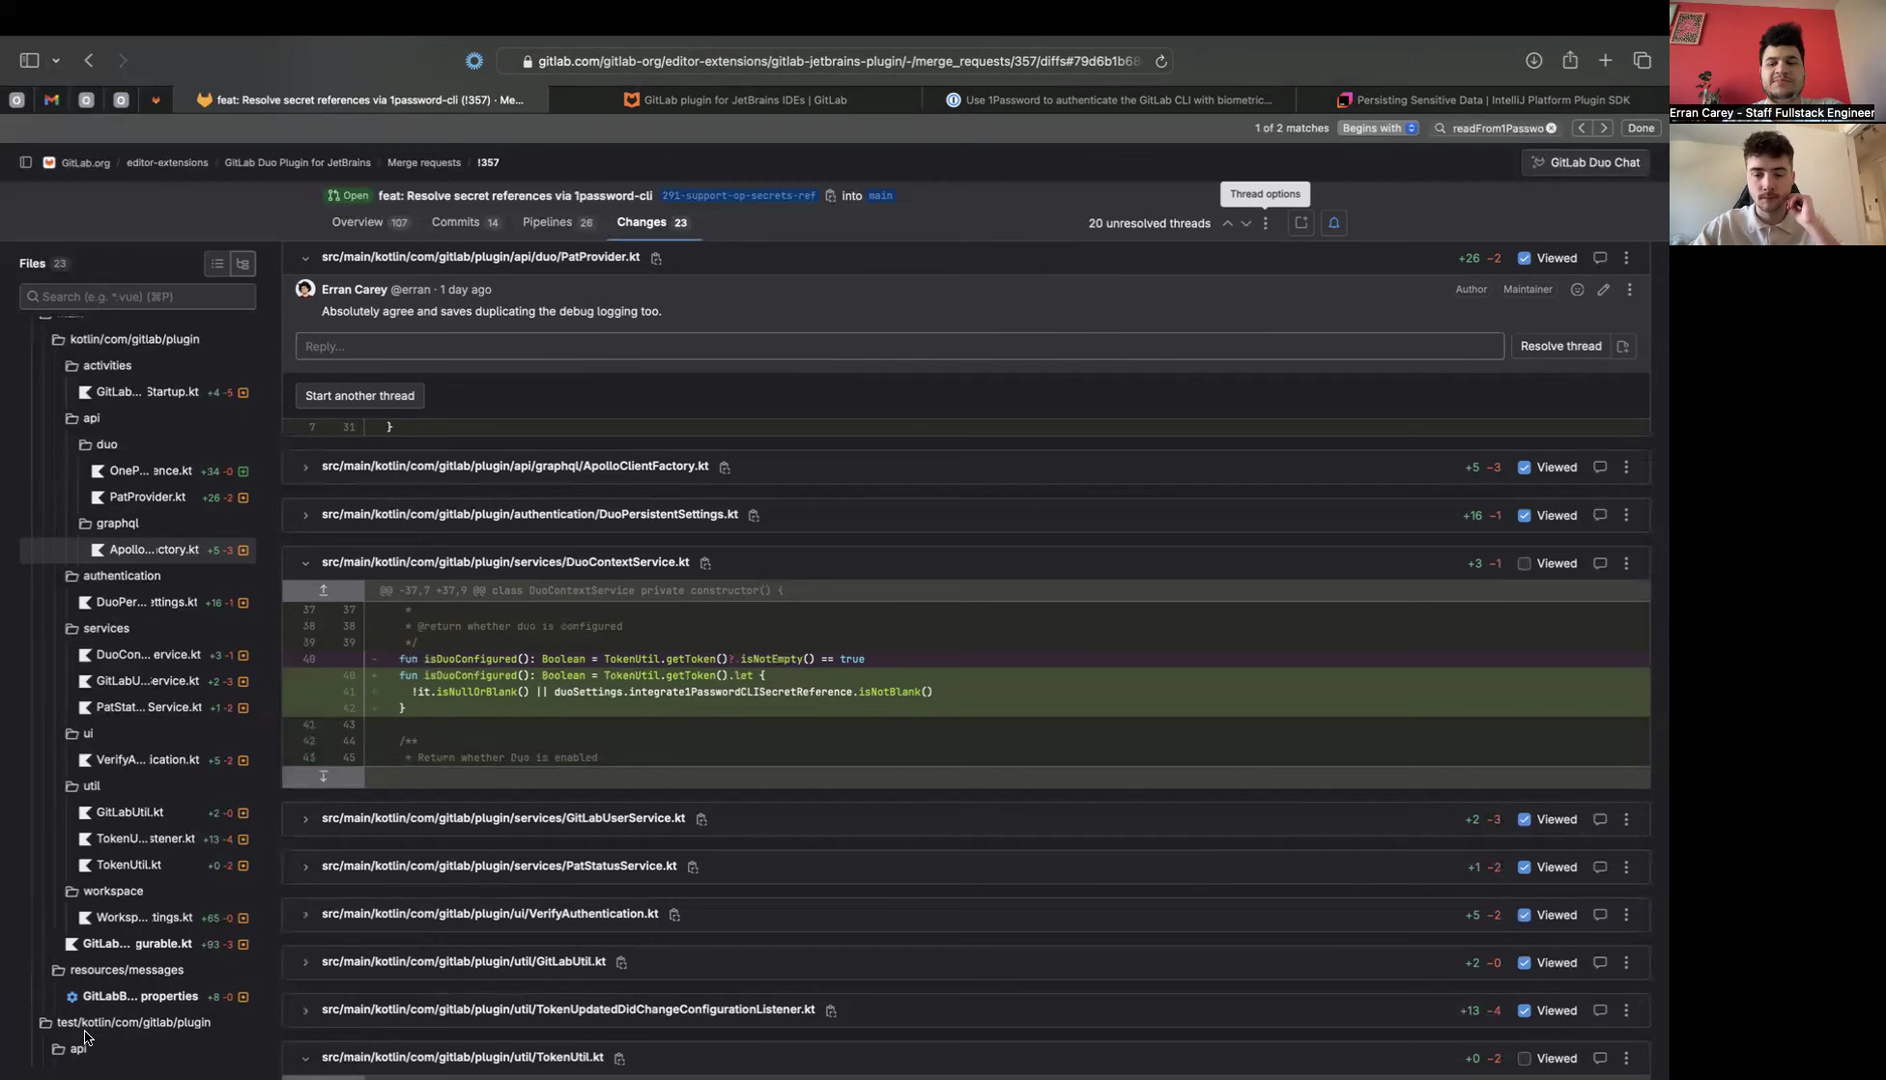 gitlab.com/gitlab-org/editor-extensions/gitlab-jetbrains-plugin/-/merge_requests/357/diffs#79d6b1b68
feat: Resolve secret references via 1password-cli (!357) · Me...
GitLab plugin for JetBrains IDEs | GitLab
Use 1Password to authenticate the GitLab CLI with biometric...
Persisting Sensitive Data | IntelliJ Platform Plugin SDK
Erran Carey - Staff Fullstack Engineer
1 of 2 matches
Begins with
readFrom1Passwo
Done
GitLab.org / editor-extensions / GitLab Duo Plugin for JetBrains / Merge requests / !357
GitLab Duo Chat
Open feat: Resolve secret references via 1password-cli 291-support-op-secrets-ref into main
Thread options
Overview 107 Commits 14 Pipelines 26 Changes 23
20 unresolved threads
Files 23
Search (e.g. *.vue) (⌘P)
kotlin/com/gitlab/plugin
activities
GitLab... Startup.kt +4 -5
api
duo
OneP... ence.kt +34 -0
PatProvider.kt +26 -2
graphql
Apollo...ctory.kt +5 -3
authentication
DuoPer... ettings.kt +16 -1
services
DuoCon... ervice.kt +3 -1
GitLabU...ervice.kt +2 -3
PatStat... Service.kt +1 -2
ui
VerifyA... ication.kt +5 -2
util
GitLabUtil.kt +2 -0
TokenU...stener.kt +13 -4
TokenUtil.kt +0 -2
workspace
Worksp... tings.kt +65 -0
GitLab... gurable.kt +93 -3
resources/messages
GitLabB... properties +8 -0
test/kotlin/com/gitlab/plugin
api
src/main/kotlin/com/gitlab/plugin/api/duo/PatProvider.kt +26 −2 Viewed
Erran Carey @erran · 1 day ago
Author Maintainer
Absolutely agree and saves duplicating the debug logging too.
Reply...
Resolve thread
Start another thread
7 31 }
src/main/kotlin/com/gitlab/plugin/api/graphql/ApolloClientFactory.kt +5 −3 Viewed
src/main/kotlin/com/gitlab/plugin/authentication/DuoPersistentSettings.kt +16 −1 Viewed
src/main/kotlin/com/gitlab/plugin/services/DuoContextService.kt +3 −1 Viewed
@@ -37,7 +37,9 @@ class DuoContextService private constructor() {
37 37 *
38 38 * @return whether duo is configured
39 39 */
40 - fun isDuoConfigured(): Boolean = TokenUtil.getToken()?.isNotEmpty() == true
40 + fun isDuoConfigured(): Boolean = TokenUtil.getToken().let {
41 + !it.isNullOrBlank() || duoSettings.integrate1PasswordCLISecretReference.isNotBlank()
42 + }
41 43
42 44 /**
43 45 * Return whether Duo is enabled
src/main/kotlin/com/gitlab/plugin/services/GitLabUserService.kt +2 −3 Viewed
src/main/kotlin/com/gitlab/plugin/services/PatStatusService.kt +1 −2 Viewed
src/main/kotlin/com/gitlab/plugin/ui/VerifyAuthentication.kt +5 −2 Viewed
src/main/kotlin/com/gitlab/plugin/util/GitLabUtil.kt +2 −0 Viewed
src/main/kotlin/com/gitlab/plugin/util/TokenUpdatedDidChangeConfigurationListener.kt +13 −4 Viewed
src/main/kotlin/com/gitlab/plugin/util/TokenUtil.kt +0 −2 Viewed